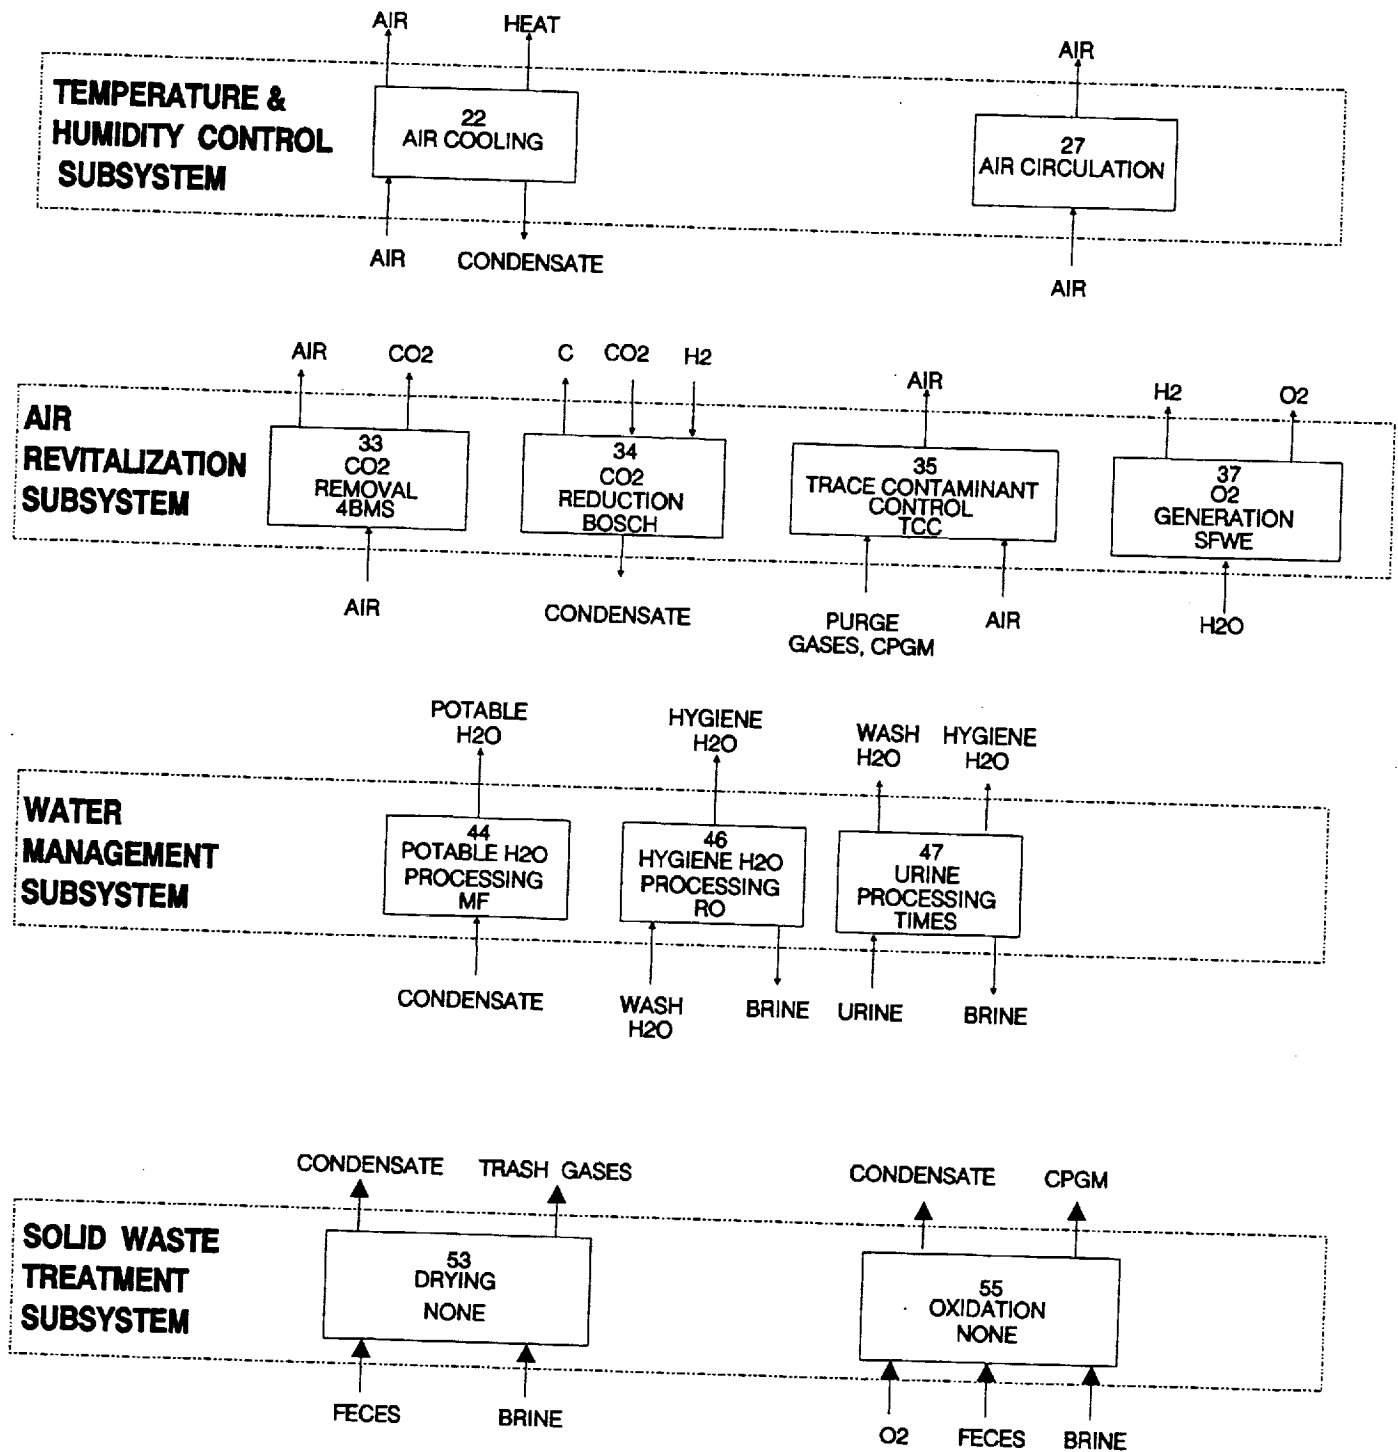 AIR
HEAT
AIR
TEMPERATURE &
HUMIDITY CONTROL
SUBSYSTEM
22
AIR COOLING
27
AIR CIRCULATION
AIR
CONDENSATE
AIR
AIR
CO2
C
CO2
H2
AIR
H2
O2
AIR
REVITALIZATION
SUBSYSTEM
33
CO2
REMOVAL
4BMS
34
CO2
REDUCTION
BOSCH
35
TRACE CONTAMINANT
CONTROL
TCC
37
O2
GENERATION
SFWE
AIR
CONDENSATE
PURGE
GASES, CPGM
AIR
H2O
POTABLE
H2O
HYGIENE
H2O
WASH
H2O
HYGIENE
H2O
WATER
MANAGEMENT
SUBSYSTEM
44
POTABLE H2O
PROCESSING
MF
46
HYGIENE H2O
PROCESSING
RO
47
URINE
PROCESSING
TIMES
CONDENSATE
WASH
H2O
BRINE
URINE
BRINE
CONDENSATE
TRASH GASES
CONDENSATE
CPGM
SOLID WASTE
TREATMENT
SUBSYSTEM
53
DRYING
NONE
55
OXIDATION
NONE
FECES
BRINE
O2
FECES
BRINE